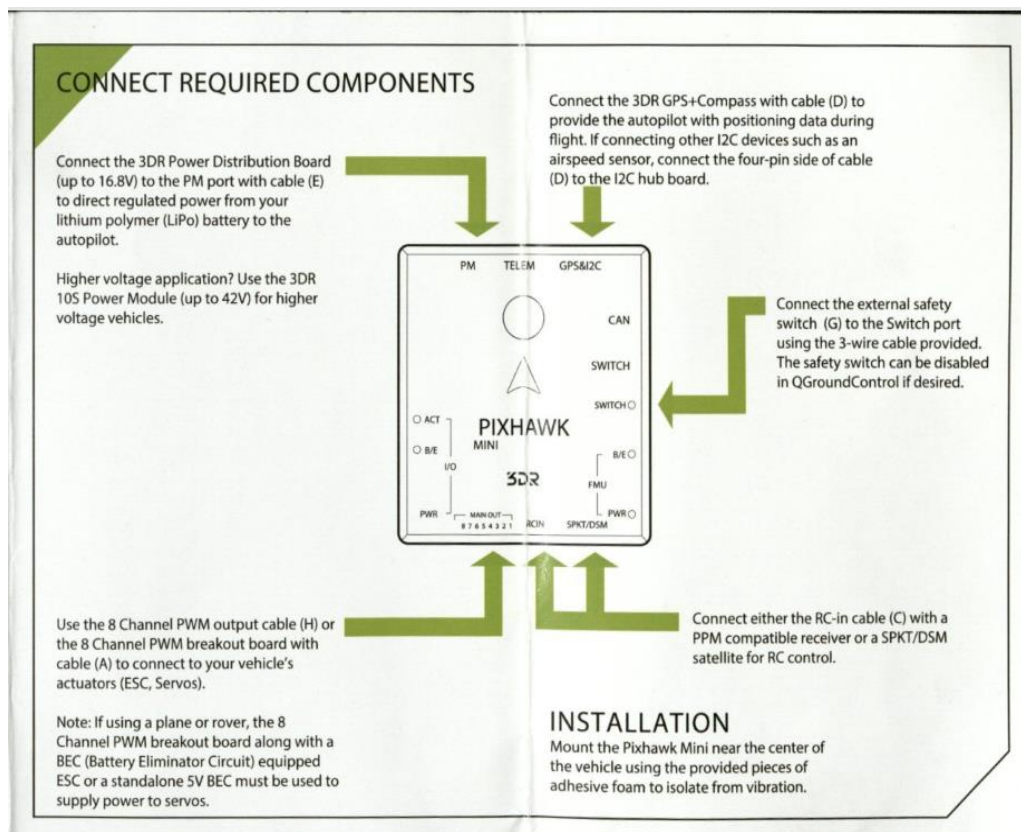 CONNECT REQUIRED COMPONENTS
Connect the 3DR Power Distribution Board
(up to 16.8V) to the PM port with cable (E)
to direct regulated power from your
lithium polymer (LiPo) battery to the
autopilot.
Higher voltage application? Use the 3DR
10S Power Module (up to 42V) for higher
voltage vehicles.
Connect the 3DR GPS+Compass with cable (D) to
provide the autopilot with positioning data during
flight. If connecting other I2C devices such as an
airspeed sensor, connect the four-pin side of cable
(D) to the I2C hub board.
PM TELEM GPS&I2C
CAN
SWITCH
SWITCH
ACT
PIXHAWK
MINI
B/E
B/E
I/O
3DR
FMU
PWR
MAIN OUT
PWR
8 7 6 5 4 3 2 1
RCIN
SPKT/DSM
Connect the external safety
switch (G) to the Switch port
using the 3-wire cable provided.
The safety switch can be disabled
in QGroundControl if desired.
Use the 8 Channel PWM output cable (H) or
the 8 Channel PWM breakout board with
cable (A) to connect to your vehicle's
actuators (ESC, Servos).
Note: If using a plane or rover, the 8
Channel PWM breakout board along with a
BEC (Battery Eliminator Circuit) equipped
ESC or a standalone 5V BEC must be used to
supply power to servos.
Connect either the RC-in cable (C) with a
PPM compatible receiver or a SPKT/DSM
satellite for RC control.
INSTALLATION
Mount the Pixhawk Mini near the center of
the vehicle using the provided pieces of
adhesive foam to isolate from vibration.